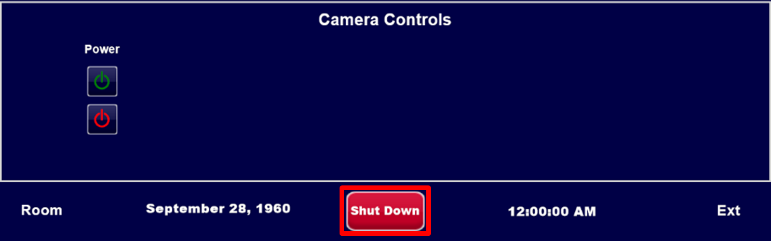 Camera Controls
Power
Room
September 28, 1960
Shut Down
12:00:00 AM
Ext